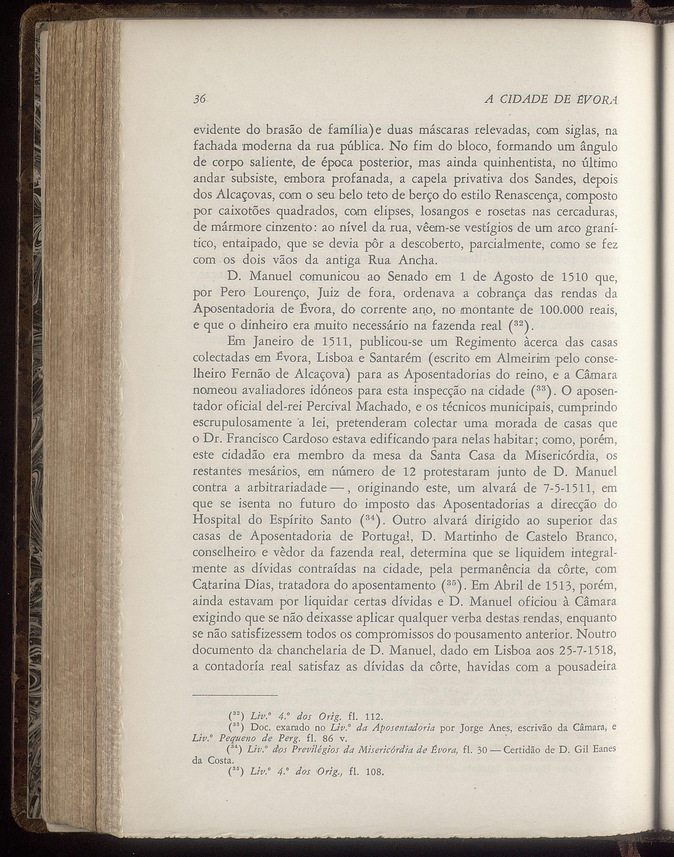 36 A CIDADE DE ÉVORA
evidente do brasão de família)e duas máscaras relevadas, com siglas, na
fachada moderna da rua pública. No fim do bloco, formando um ângulo
de corpo saliente, de época posterior, mas ainda quinhentista, no último
andar subsiste, embora profanada, a capela privativa dos Sandes, depois
dos Alcaçovas, com o seu belo teto de berço do estilo Renascença, composto
por caixotões quadrados, com elipses, losangos e rosetas nas cercaduras,
de mármore cinzento: ao nível da rua, vêem-se vestígios de um arco graní-
tico, entaipado, que se devia pôr a descoberto, parcialmente, como se fez
com os dois vãos da antiga Rua Ancha.
D. Manuel comunicou ao Senado em 1 de Agosto de 1510 que,
por Pero Lourenço, Juiz de fora, ordenava a cobrança das rendas da
Aposentadoria de Évora, do corrente ano, no montante de 100.000 reais,
e que o dinheiro era muito necessário na fazenda real (³²).
Em Janeiro de 1511, publicou-se um Regimento àcerca das casas
colectadas em Évora, Lisboa e Santarém (escrito em Almeirim pelo conse-
lheiro Fernão de Alcaçova) para as Aposentadorias do reino, e a Câmara
nomeou avaliadores idóneos para esta inspecção na cidade (³³). O aposen-
tador oficial del-rei Percival Machado, e os técnicos municipais, cumprindo
escrupulosamente a lei, pretenderam colectar uma morada de casas que
o Dr. Francisco Cardoso estava edificando para nelas habitar; como, porém,
este cidadão era membro da mesa da Santa Casa da Misericórdia, os
restantes mesários, em número de 12 protestaram junto de D. Manuel
contra a arbitrariadade — , originando este, um alvará de 7-5-1511, em
que se isenta no futuro do imposto das Aposentadorias a direcção do
Hospital do Espírito Santo (³⁴). Outro alvará dirigido ao superior das
casas de Aposentadoria de Portugal, D. Martinho de Castelo Branco,
conselheiro e vèdor da fazenda real, determina que se liquidem integral-
mente as dívidas contraídas na cidade, pela permanência da côrte, com
Catarina Dias, tratadora do aposentamento (³⁵). Em Abril de 1513, porém,
ainda estavam por liquidar certas dívidas e D. Manuel oficiou à Câmara
exigindo que se não deixasse aplicar qualquer verba destas rendas, enquanto
se não satisfizessem todos os compromissos do pousamento anterior. Noutro
documento da chanchelaria de D. Manuel, dado em Lisboa aos 25-7-1518,
a contadoría real satisfaz as dívidas da côrte, havidas com a pousadeira
(³²) Liv.º 4.º dos Orig. fl. 112.
(³³) Doc. exarado no Liv.º da Aposentadoria por Jorge Anes, escrivão da Câmara, e
Liv.º Pequeno de Perg. fl. 86 v.
(³⁴) Liv.º dos Previlégios da Misericórdia de Évora, fl. 30 — Certidão de D. Gil Eanes
da Costa.
(³⁵) Liv.º 4.º dos Orig., fl. 108.